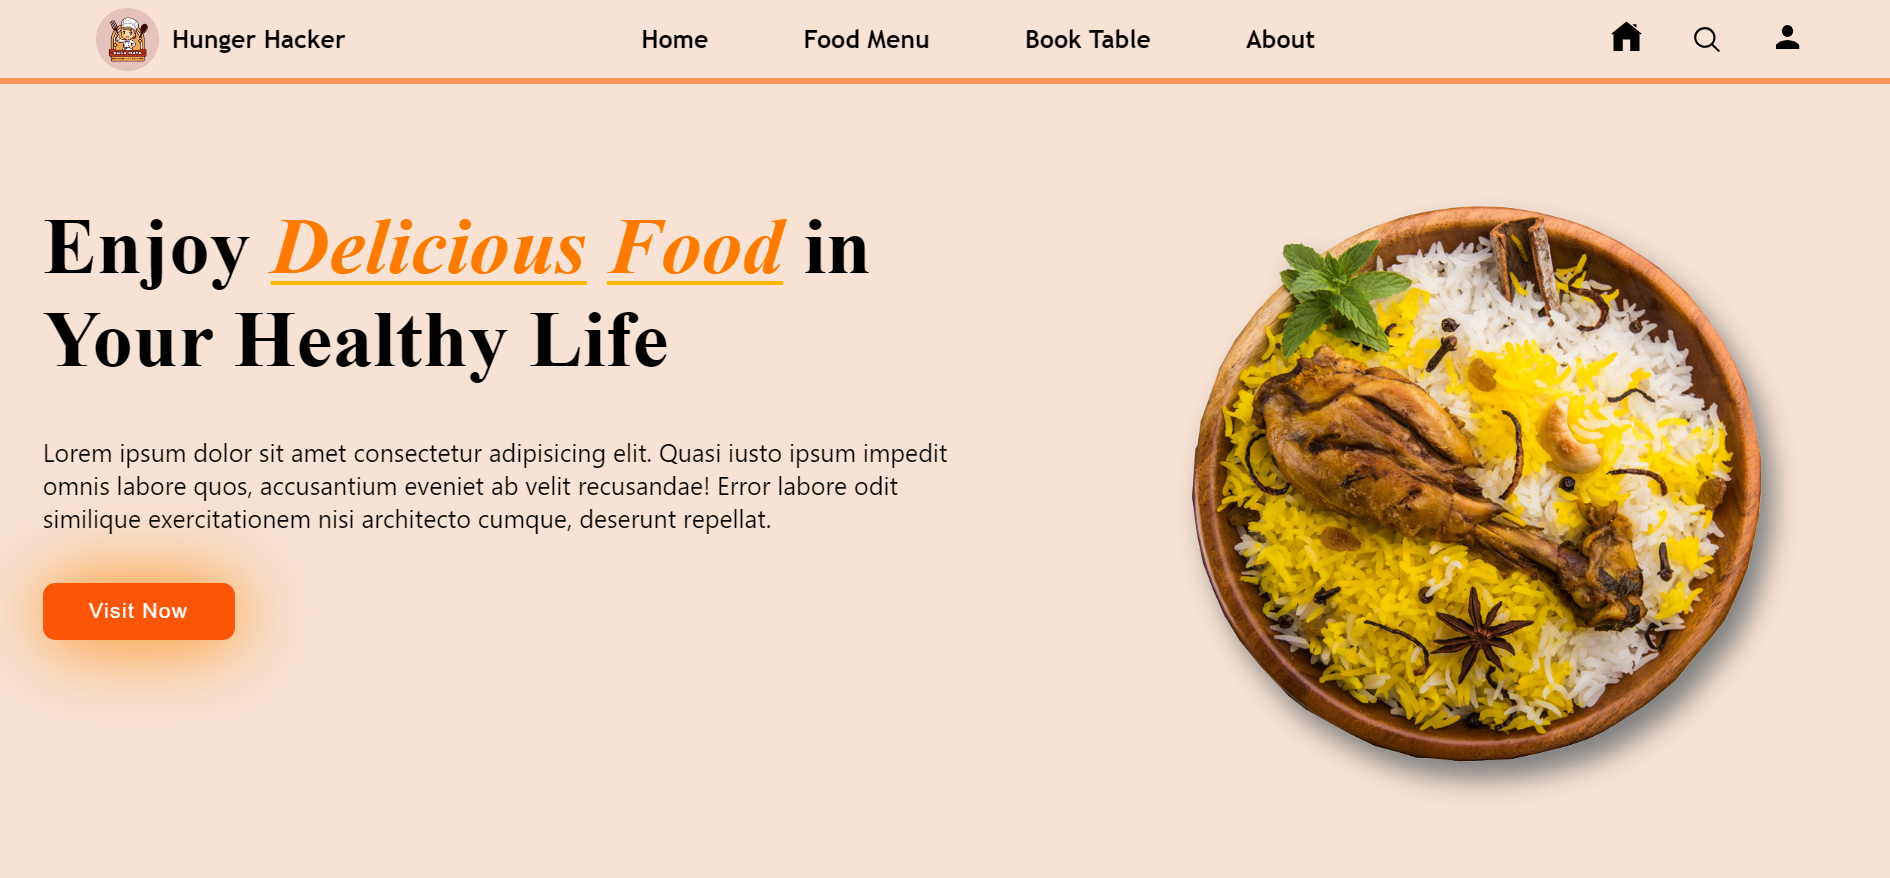 Hunger Hacker
Home
Food Menu
Book Table
About
Enjoy Delicious Food in
Your Healthy Life
Lorem ipsum dolor sit amet consectetur adipisicing elit. Quasi iusto ipsum impedit
omnis labore quos, accusantium eveniet ab velit recusandae! Error labore odit
similique exercitationem nisi architecto cumque, deserunt repellat.
Visit Now